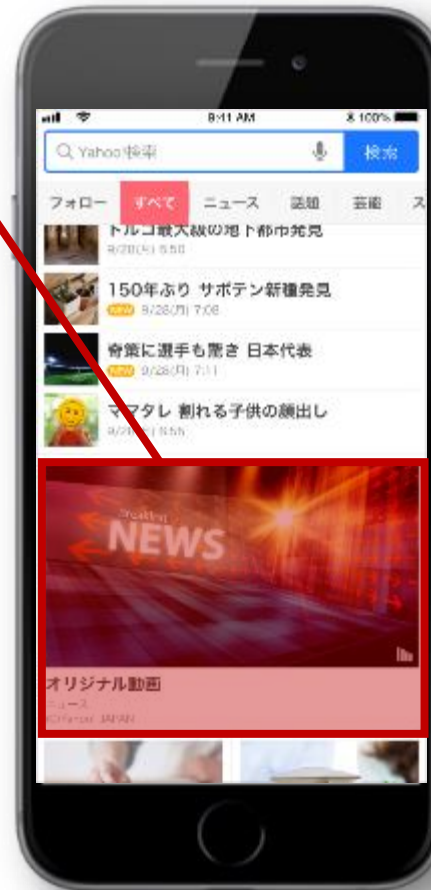 9:41 AM
100%
Yahoo!検索
検索
フォロー すべて ニュース 話題 芸能 ス
トルコ最大級の地下都市発見
150年ぶり サボテン新種発見
NEW 9/28(月) 7:08
奇策に選手も驚き 日本代表
NEW 9/28(月) 7:11
ママタレ 割れる子供の顔出し
Breaking
NEWS
オリジナル動画
ニュース
JAPAN